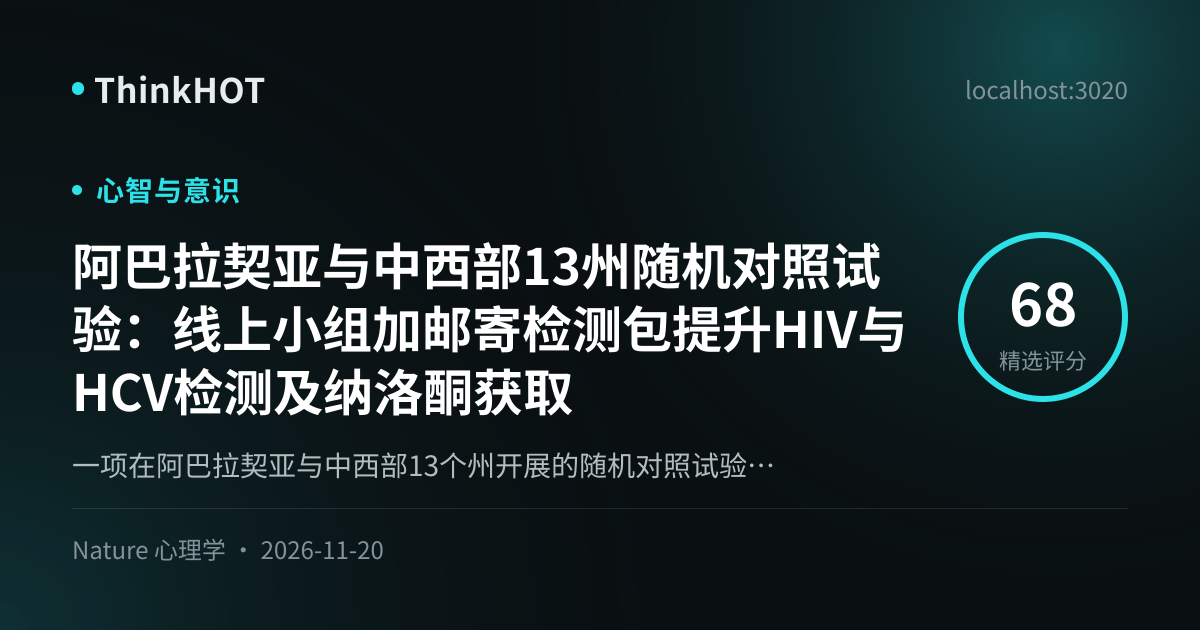 ThinkHOT
localhost:3020
心智与意识
阿巴拉契亚与中西部13州随机对照试
验：线上小组加邮寄检测包提升HIV与
HCV检测及纳洛酮获取
68
精选评分
一项在阿巴拉契亚与中西部13个州开展的随机对照试验…
Nature 心理学 • 2026-11-20